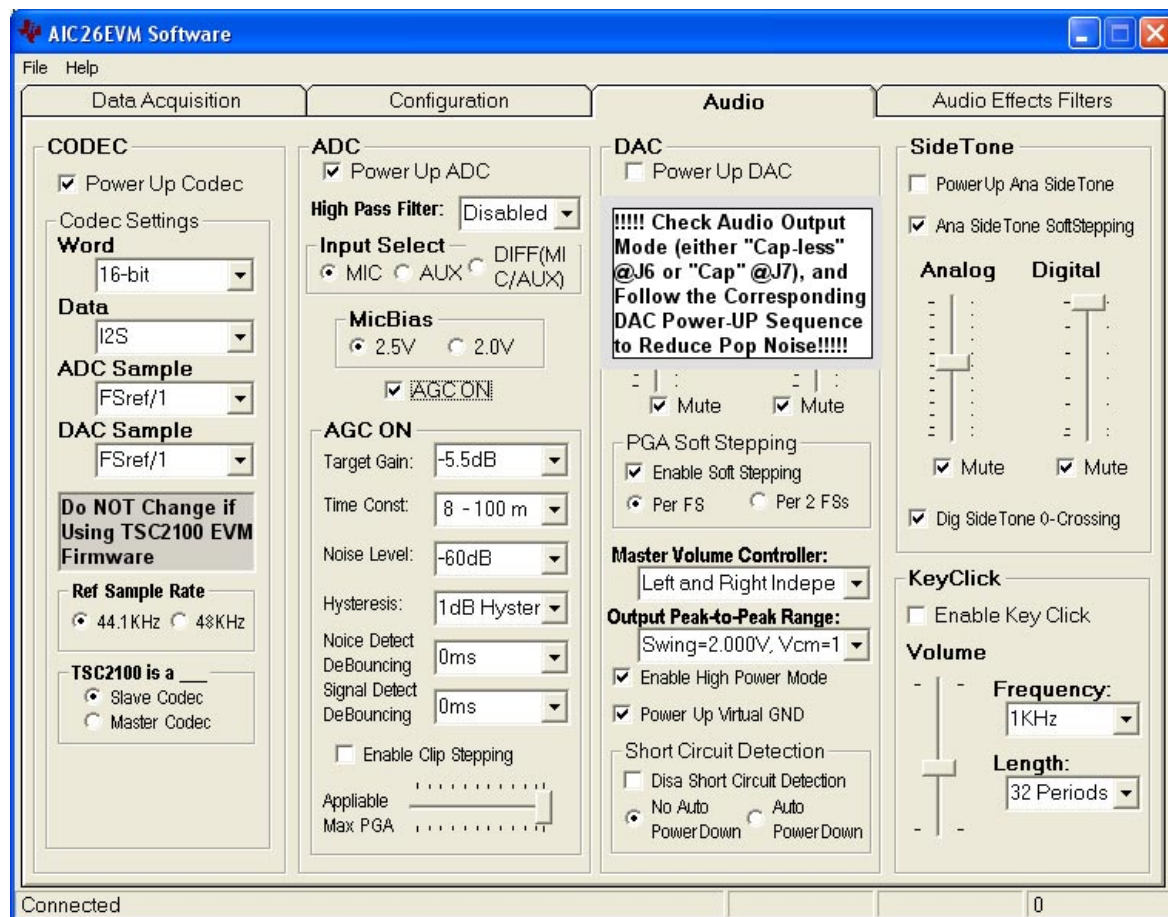 AIC26EVM Software
File Help
Data Acquisition
Configuration
Audio
Audio Effects Filters
CODEC
Power Up Codec
Codec Settings
Word
16-bit
Data
I2S
ADC Sample
FSref/1
DAC Sample
FSref/1
Do NOT Change if
Using TSC2100 EVM
Firmware
Ref Sample Rate
44.1KHz 48KHz
TSC2100 is a ___
Slave Codec
Master Codec
ADC
Power Up ADC
High Pass Filter: Disabled
Input Select
MIC AUX DIFF(MI
C/AUX)
MicBias
2.5V 2.0V
AGC ON
AGC ON
Target Gain: -5.5dB
Time Const: 8 - 100 m
Noise Level: -60dB
Hysteresis: 1dB Hyster
Noice Detect
DeBouncing 0ms
Signal Detect
DeBouncing 0ms
Enable Clip Stepping
Appliable
Max PGA
DAC
Power Up DAC
!!!!! Check Audio Output
Mode (either "Cap-less"
@J6 or "Cap" @J7), and
Follow the Corresponding
DAC Power-UP Sequence
to Reduce Pop Noise!!!!!
Mute Mute
PGA Soft Stepping
Enable Soft Stepping
Per FS Per 2 FSs
Master Volume Controller:
Left and Right Indepe
Output Peak-to-Peak Range:
Swing=2.000V, Vcm=1
Enable High Power Mode
Power Up Virtual GND
Short Circuit Detection
Disa Short Circuit Detection
No Auto
PowerDown
Auto
PowerDown
SideTone
PowerUp Ana SideTone
Ana SideTone SoftStepping
Analog Digital
Mute Mute
Dig SideTone 0-Crossing
KeyClick
Enable Key Click
Volume
Frequency:
1KHz
Length:
32 Periods
Connected
0